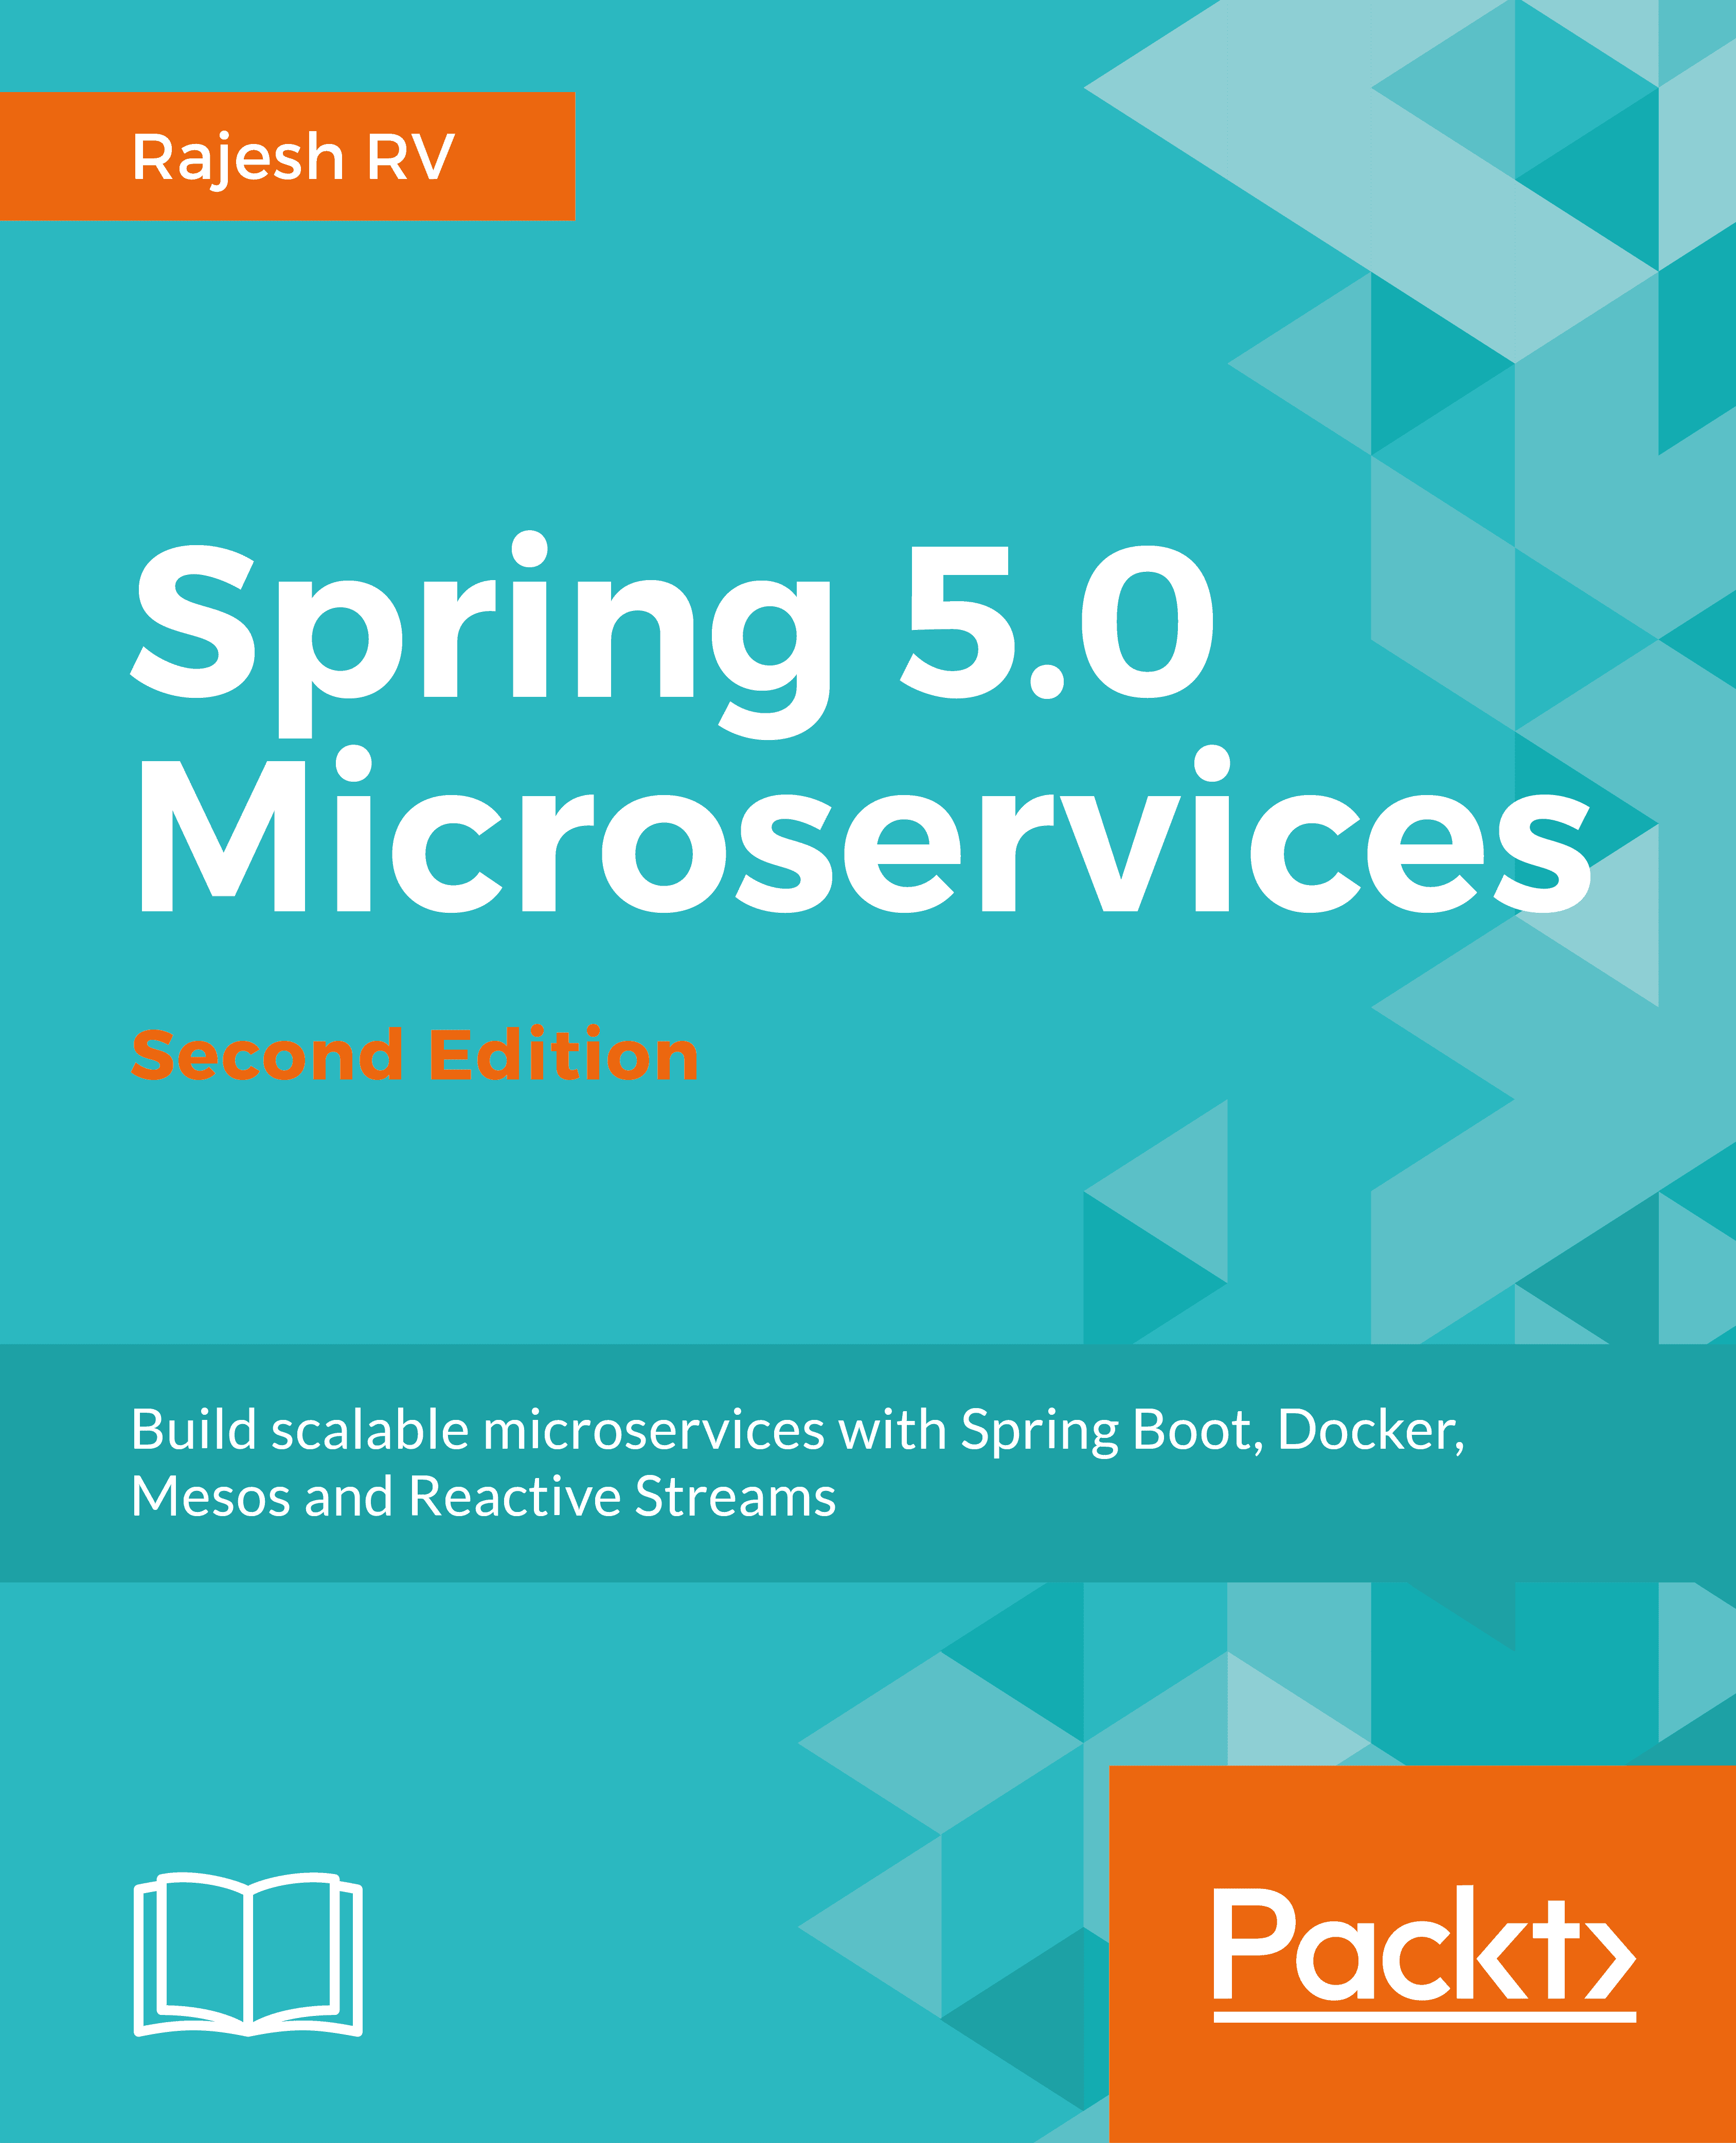 Rajesh RV
Spring 5.0
Microservices
Second Edition
Build scalable microservices with Spring Boot, Docker,
Mesos and Reactive Streams
Packt>